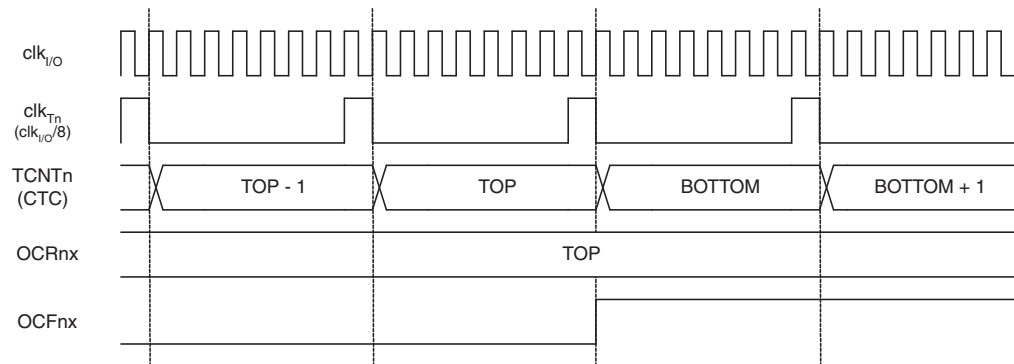 clkI/O
clkTn
(clkI/O/8)
TCNTn
(CTC)
TOP - 1
TOP
BOTTOM
BOTTOM + 1
OCRnx
TOP
OCFnx